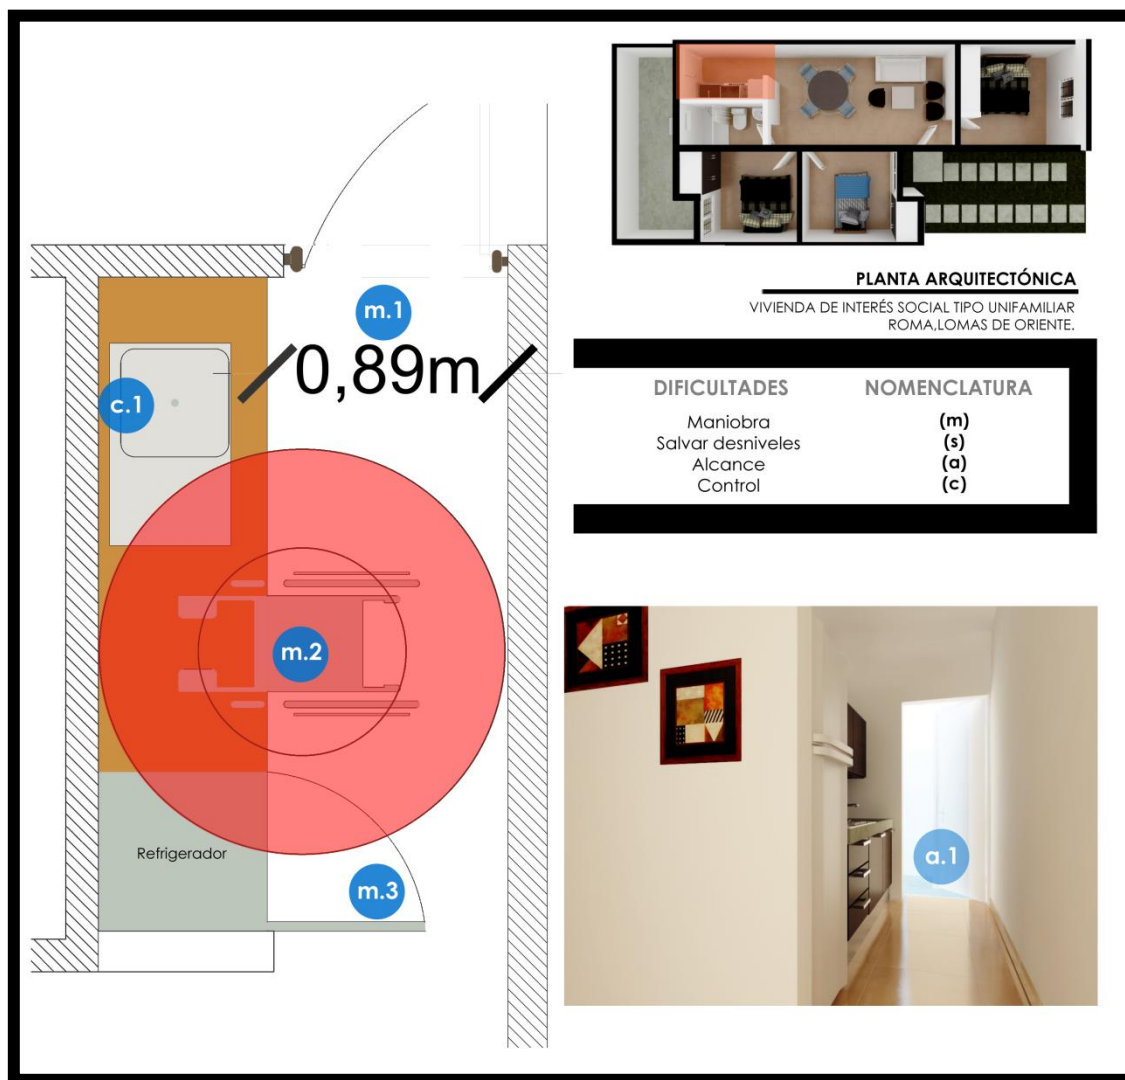 m.1
0,89m
c.1
m.2
Refrigerador
m.3
PLANTA ARQUITECTÓNICA
VIVIENDA DE INTERÉS SOCIAL TIPO UNIFAMILIAR
ROMA,LOMAS DE ORIENTE.
DIFICULTADES NOMENCLATURA
Maniobra (m)
Salvar desniveles (s)
Alcance (a)
Control (c)
a.1